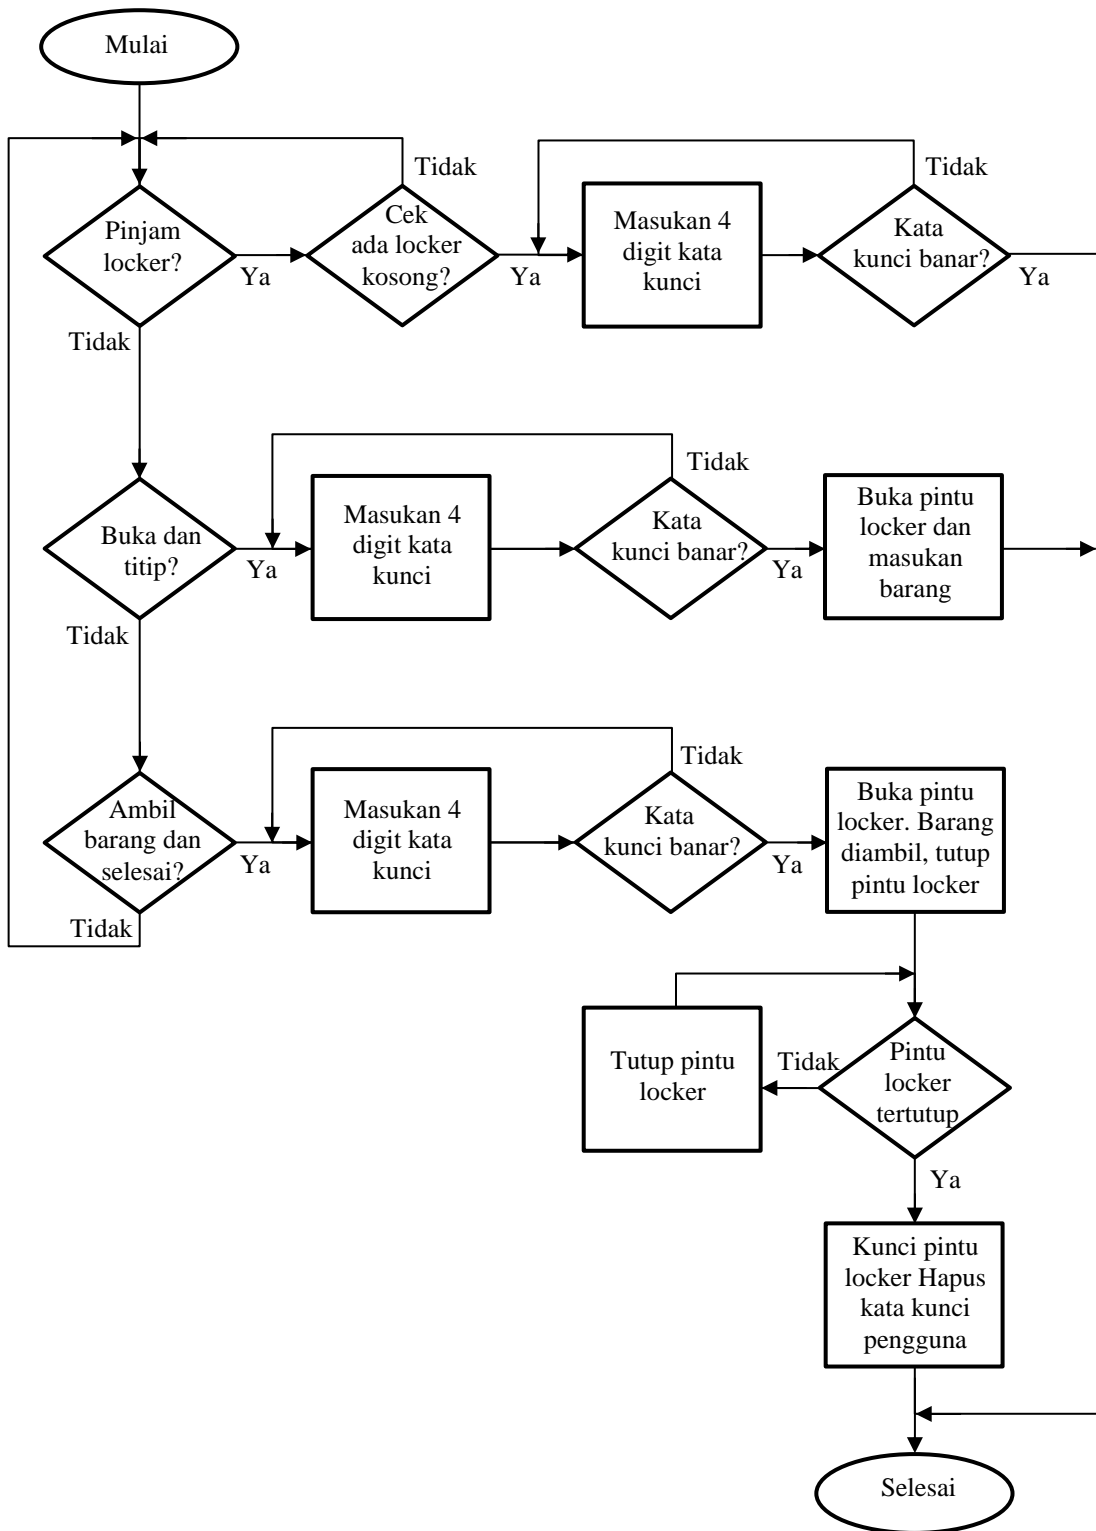 Mulai
Tidak
Tidak
Pinjam
locker?
Ya
Cek
ada locker
kosong?
Ya
Masukan 4
digit kata
kunci
Kata
kunci banar?
Ya
Tidak
Tidak
Buka dan
titip?
Ya
Masukan 4
digit kata
kunci
Kata
kunci banar?
Ya
Buka pintu
locker dan
masukan
barang
Tidak
Tidak
Ambil
barang dan
selesai?
Ya
Masukan 4
digit kata
kunci
Kata
kunci banar?
Ya
Buka pintu
locker. Barang
diambil, tutup
pintu locker
Tidak
Tutup pintu
locker
Tidak
Pintu
locker
tertutup
Ya
Kunci pintu
locker Hapus
kata kunci
pengguna
Selesai